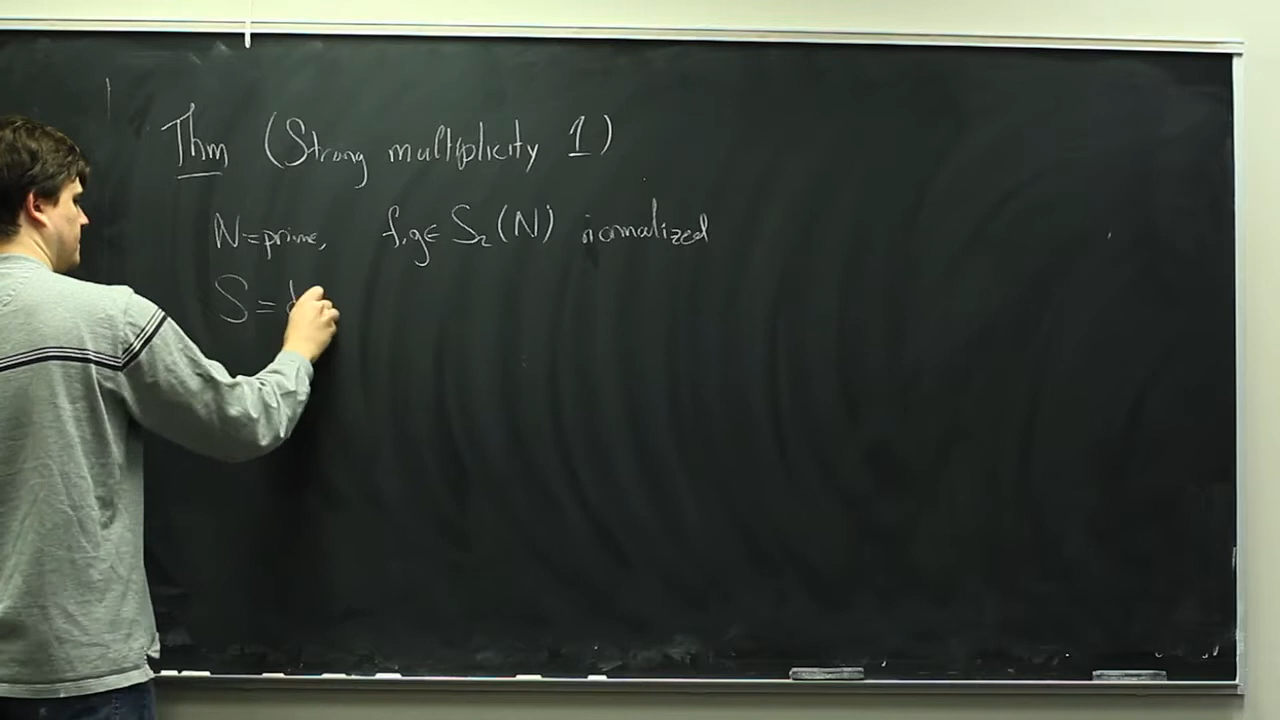 Thm (Strong multiplicity 1)
N=prime, f,g∈ S₂(N) normalized
S =